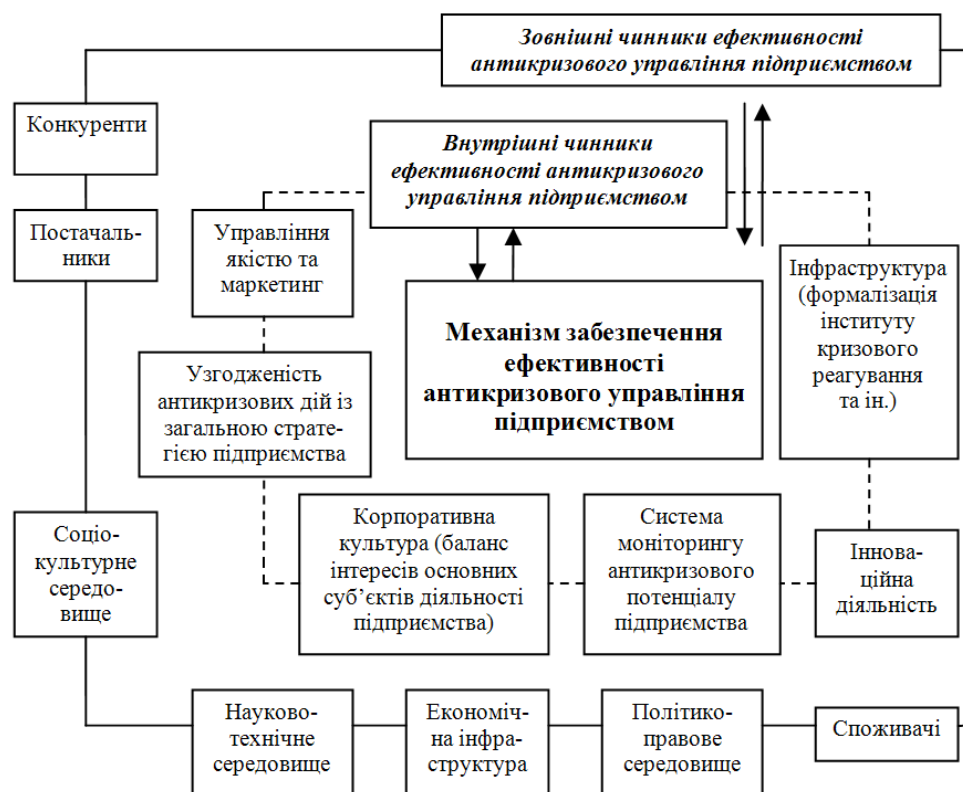 Зовнішні чинники ефективності
антикризового управління підприємством
Конкуренти
Внутрішні чинники
ефективності антикризового
управління підприємством
Постачаль-
ники
Управління
якістю та
маркетинг
Інфраструктура
(формалізація
інституту
кризового
реагування
та ін.)
Механізм забезпечення
ефективності
антикризового управління
підприємством
Узгодженість
антикризових дій із
загальною страте-
гією підприємства
Соціо-
культурне
середо-
вище
Корпоративна
культура (баланс
інтересів основних
суб’єктів діяльності
підприємства)
Система
моніторингу
антикризового
потенціалу
підприємства
Іннова-
ційна
діяльність
Науково-
технічне
середовище
Економіч-
на інфра-
структура
Політико-
правове
середовище
Споживачі